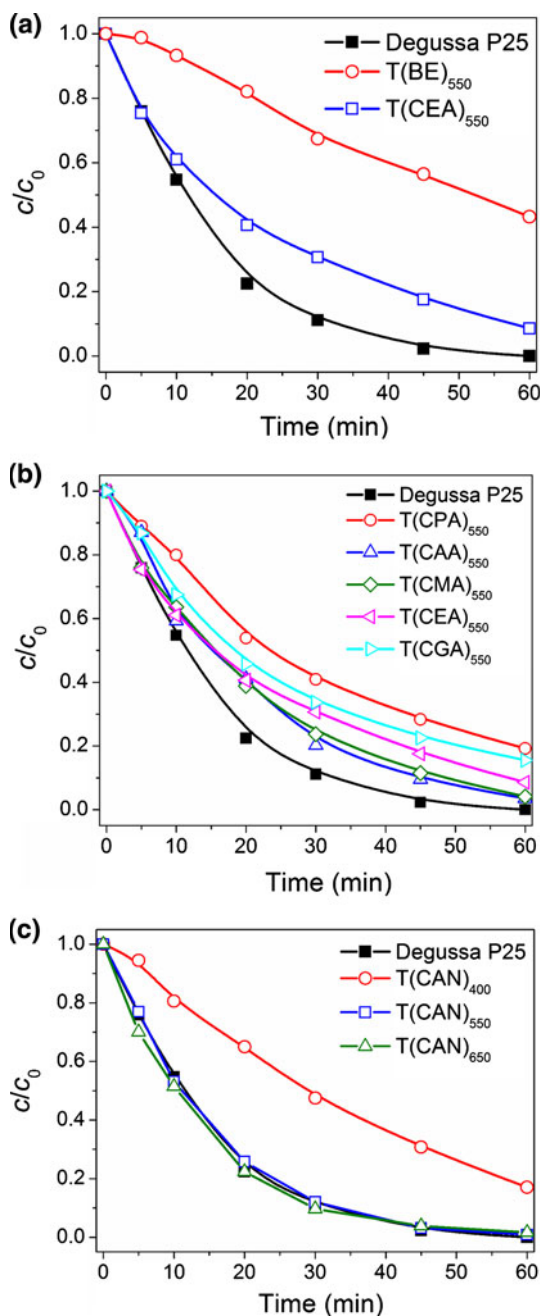 (a)
Degussa P25
T(BE)₅₅₀
T(CEA)₅₅₀
c/c₀
1.0
0.8
0.6
0.4
0.2
0.0
0 10 20 30 40 50 60
Time (min)
(b)
Degussa P25
T(CPA)₅₅₀
T(CAA)₅₅₀
T(CMA)₅₅₀
T(CEA)₅₅₀
T(CGA)₅₅₀
c/c₀
1.0
0.8
0.6
0.4
0.2
0.0
0 10 20 30 40 50 60
Time (min)
(c)
Degussa P25
T(CAN)₄₀₀
T(CAN)₅₅₀
T(CAN)₆₅₀
c/c₀
1.0
0.8
0.6
0.4
0.2
0.0
0 10 20 30 40 50 60
Time (min)